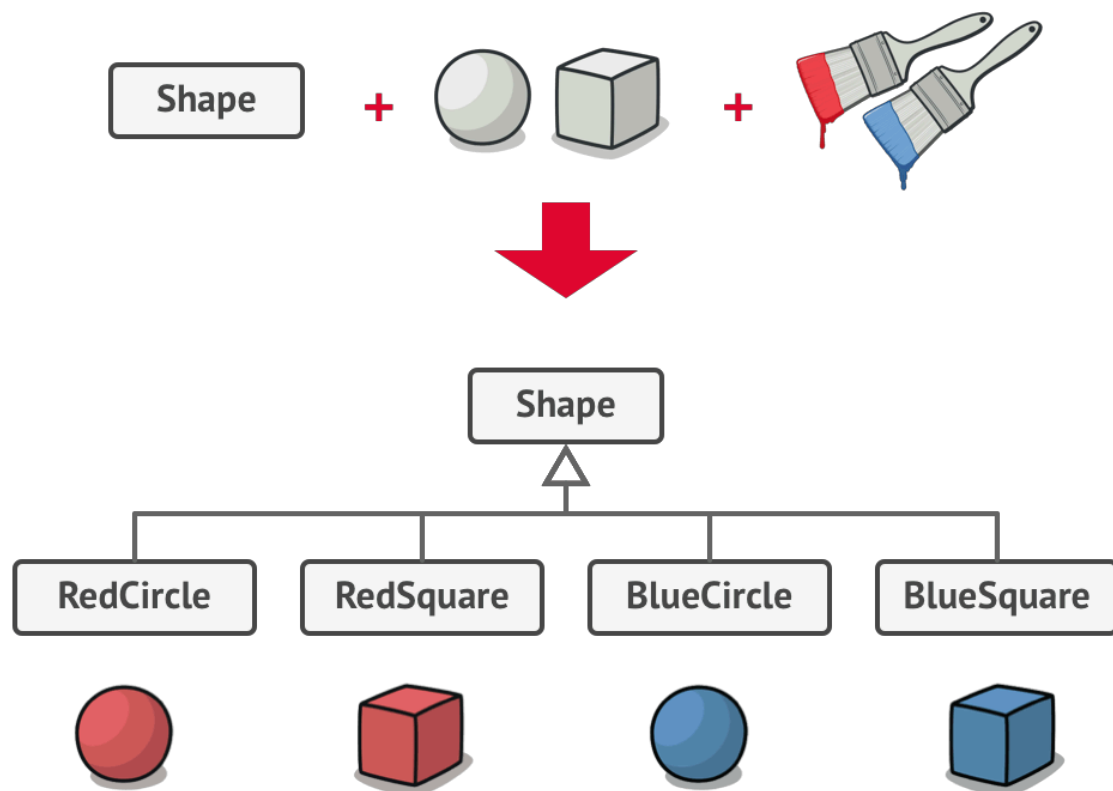 Shape
+
+
Shape
RedCircle
RedSquare
BlueCircle
BlueSquare